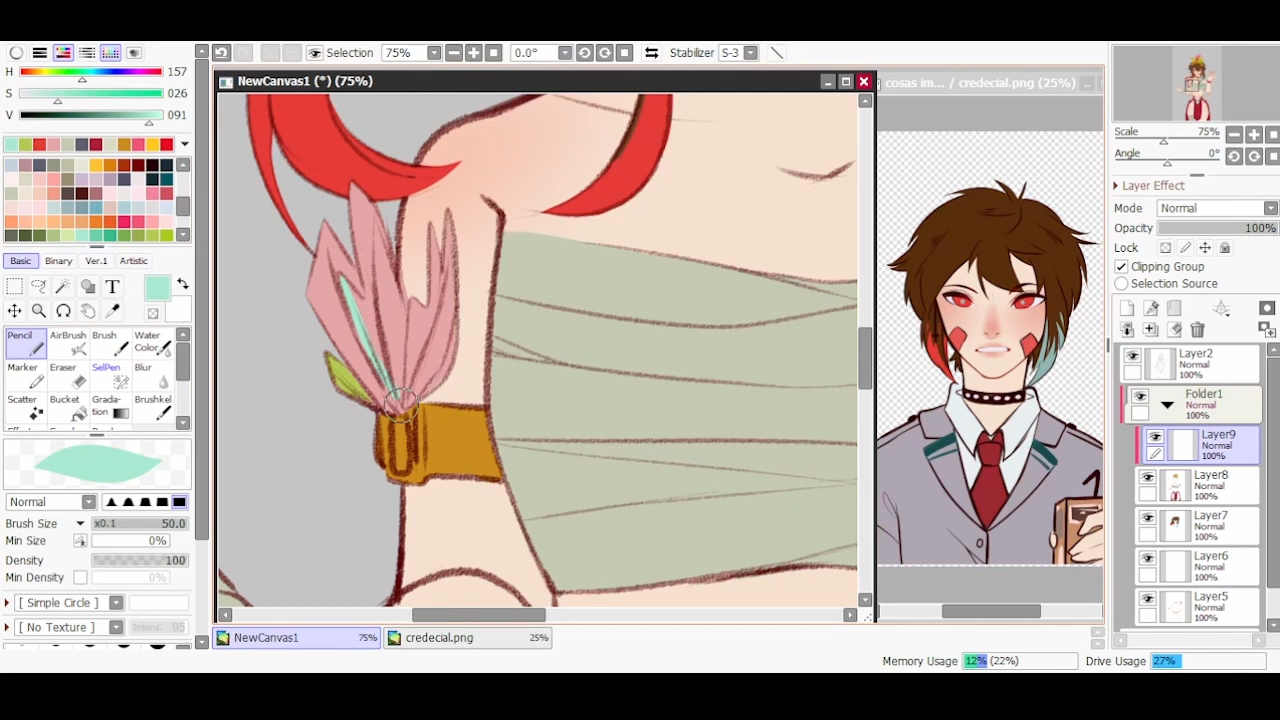 Selection 75% 0.0° Stabilizer S-3
H 157
S 026
V 091
NewCanvas1 (*) (75%)
cosas im... / credecial.png (25%)
Scale 75%
Angle 0°
Layer Effect
Mode Normal
Opacity 100%
Lock
Clipping Group
Selection Source
Basic Binary Ver.1 Artistic
T
Pencil AirBrush Brush Water Color
Marker Eraser SelPen Blur
Scatter Bucket Grada-tion Brushkel
Normal
Brush Size x0.1 50.0
Min Size 0%
Density 100
Min Density 0%
[ Simple Circle ]
[ No Texture ] Intens. 95
Layer2
Normal
100%
Folder1
Normal
100%
Layer9
Normal
100%
Layer8
Normal
100%
Layer7
Normal
100%
Layer6
Normal
100%
Layer5
Normal
100%
NewCanvas1 75% credecial.png 25%
Memory Usage 12% (22%) Drive Usage 27%